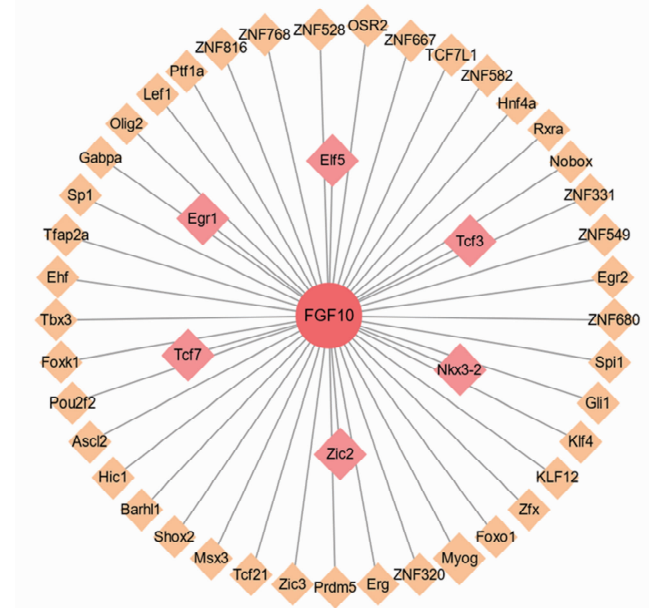 OSR2
ZNF528
ZNF667
ZNF768
TCF7L1
ZNF816
ZNF582
Ptf1a
Hnf4a
Lef1
Rxra
Olig2
Nobox
Gabpa
Elf5
ZNF331
Sp1
Egr1
Tcf3
ZNF549
Tfap2a
Egr2
Ehf
FGF10
ZNF680
Tbx3
Tcf7
Spi1
Foxk1
Nkx3-2
Gli1
Pou2f2
Klf4
Ascl2
Zic2
KLF12
Hic1
Zfx
Barhl1
Foxo1
Shox2
Myog
Msx3
ZNF320
Tcf21
Erg
Zic3
Prdm5